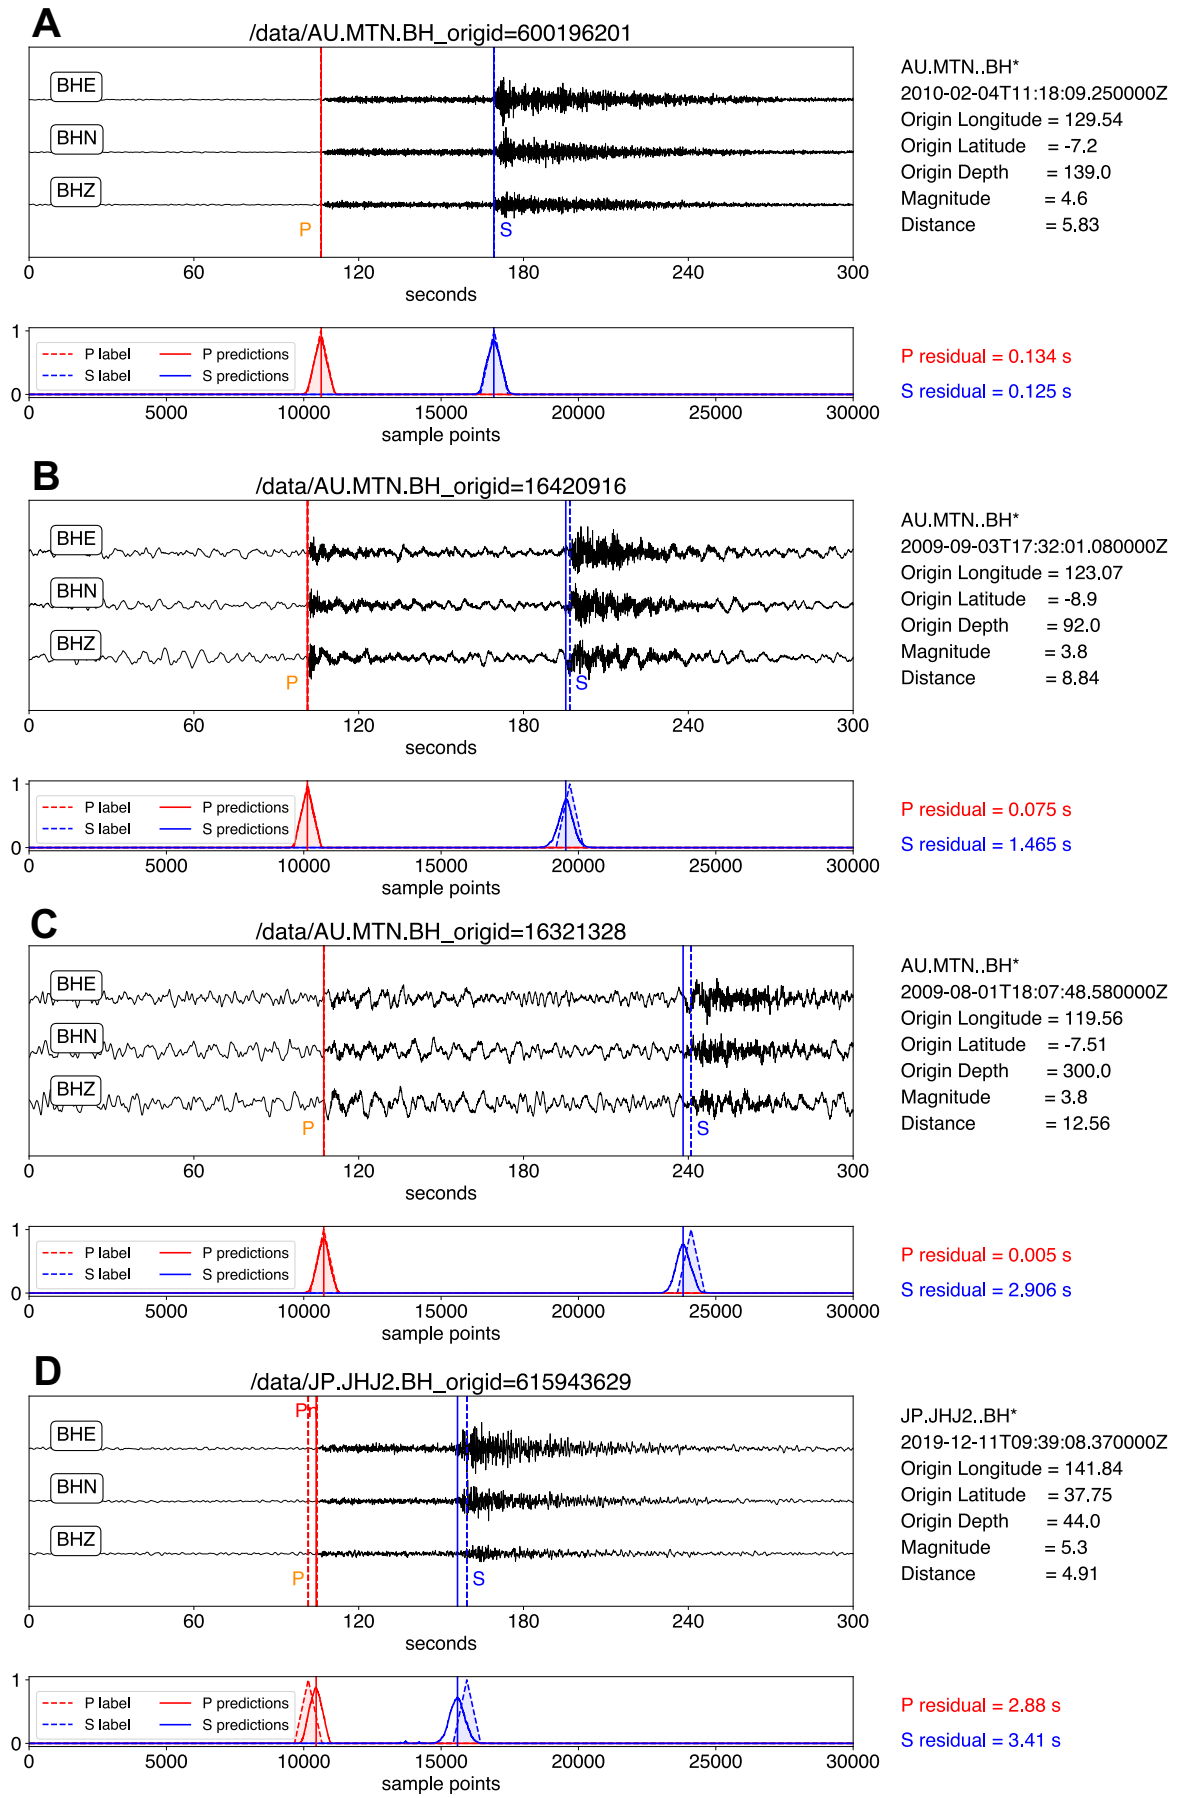 A
/data/AU.MTN.BH_origid=600196201
BHE
BHN
BHZ
P
S
0 60 120 180 240 300
seconds
AU.MTN..BH*
2010-02-04T11:18:09.250000Z
Origin Longitude = 129.54
Origin Latitude = -7.2
Origin Depth = 139.0
Magnitude = 4.6
Distance = 5.83
1
0
P label P predictions
S label S predictions
0 5000 10000 15000 20000 25000 30000
sample points
P residual = 0.134 s
S residual = 0.125 s
B
/data/AU.MTN.BH_origid=16420916
BHE
BHN
BHZ
P
S
0 60 120 180 240 300
seconds
AU.MTN..BH*
2009-09-03T17:32:01.080000Z
Origin Longitude = 123.07
Origin Latitude = -8.9
Origin Depth = 92.0
Magnitude = 3.8
Distance = 8.84
1
0
P label P predictions
S label S predictions
0 5000 10000 15000 20000 25000 30000
sample points
P residual = 0.075 s
S residual = 1.465 s
C
/data/AU.MTN.BH_origid=16321328
BHE
BHN
BHZ
P
S
0 60 120 180 240 300
seconds
AU.MTN..BH*
2009-08-01T18:07:48.580000Z
Origin Longitude = 119.56
Origin Latitude = -7.51
Origin Depth = 300.0
Magnitude = 3.8
Distance = 12.56
1
0
P label P predictions
S label S predictions
0 5000 10000 15000 20000 25000 30000
sample points
P residual = 0.005 s
S residual = 2.906 s
D
/data/JP.JHJ2.BH_origid=615943629
Pn
BHE
BHN
BHZ
P
S
0 60 120 180 240 300
seconds
JP.JHJ2..BH*
2019-12-11T09:39:08.370000Z
Origin Longitude = 141.84
Origin Latitude = 37.75
Origin Depth = 44.0
Magnitude = 5.3
Distance = 4.91
1
0
P label P predictions
S label S predictions
0 5000 10000 15000 20000 25000 30000
sample points
P residual = 2.88 s
S residual = 3.41 s